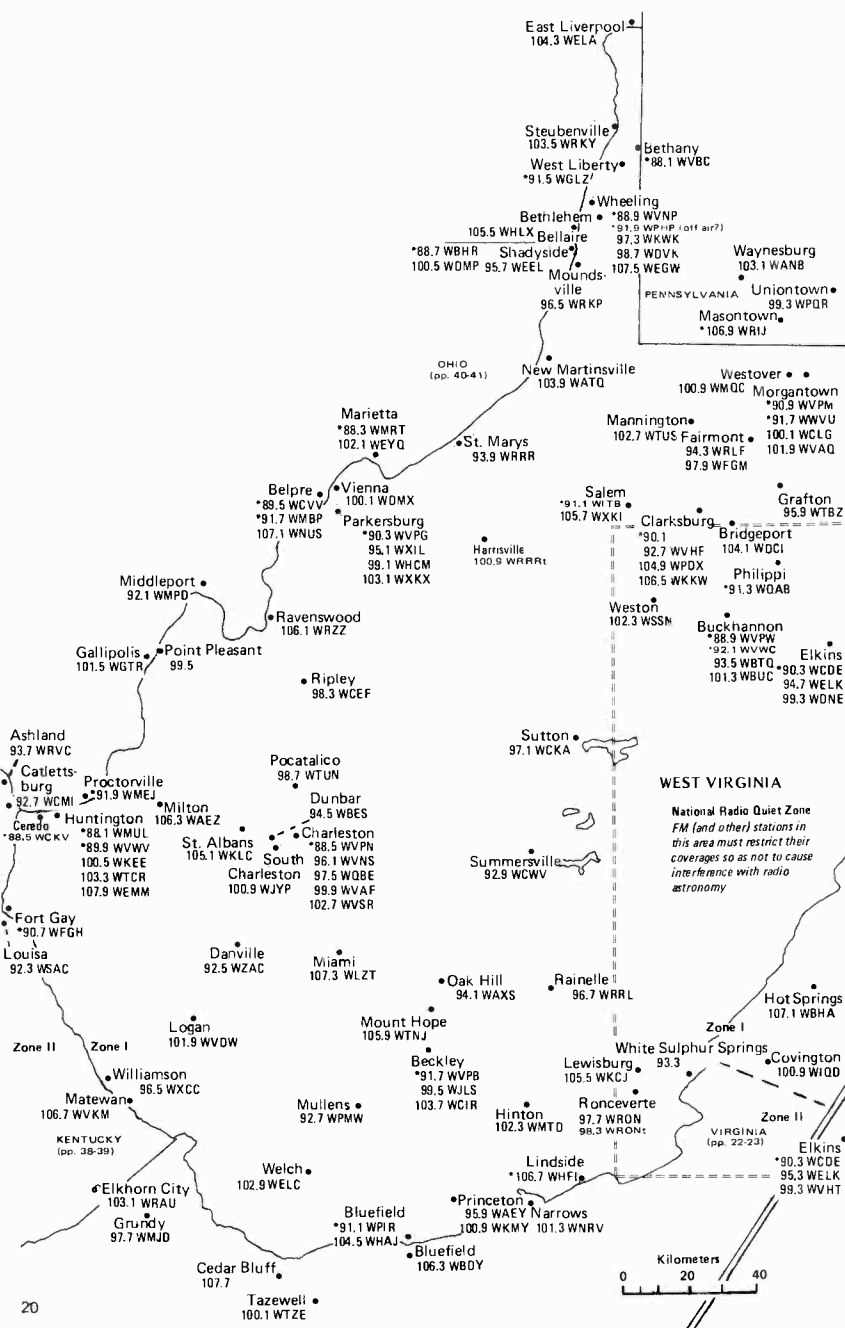 East Liverpool
104.3 WELA
Steubenville
103.5 WRKY
Bethany
*88.1 WVBC
West Liberty
*91.5 WGLZ
Wheeling
*88.9 WVNP
*91.9 WPHP (off air?)
97.3 WKWK
98.7 WDVK
107.5 WEGW
Bethlehem
105.5 WHLX
Bellaire
*88.7 WBHR
100.5 WOMP
Shadyside
95.7 WEEL
Mounds-
ville
96.5 WRKP
Waynesburg
103.1 WANB
PENNSYLVANIA
Uniontown
99.3 WPQR
Masontown
*106.9 WRIJ
OHIO
(pp. 40-41)
New Martinsville
103.9 WATQ
Westover
100.9 WMQC
Morgantown
*90.9 WVPM
*91.7 WWVU
100.1 WCLG
101.9 WVAQ
Marietta
*88.3 WMRT
102.1 WEYQ
St. Marys
93.9 WRRR
Mannington
102.7 WTUS
Fairmont
94.3 WRLF
97.9 WFGM
Belpre
*89.5 WCVV
*91.7 WMBP
107.1 WNUS
Vienna
100.1 WDMX
Parkersburg
*90.3 WVPG
95.1 WXIL
99.1 WHCM
103.1 WXKX
Harrisville
100.9 WRRRt
Salem
*91.1 WITB
105.7 WXKI
Clarksburg
*90.1
92.7 WVHF
104.9 WPDX
106.5 WKKW
Grafton
95.9 WTBZ
Bridgeport
104.1 WDCI
Philippi
*91.3 WQAB
Middleport
92.1 WMPO
Weston
102.3 WSSN
Buckhannon
*88.9 WVPW
*92.1 WVWC
93.5 WBTQ
101.3 WBUC
Elkins
*90.3 WCDE
94.7 WELK
99.3 WDNE
Ravenswood
106.1 WRZZ
Gallipolis
101.5 WGTR
Point Pleasant
99.5
Ripley
98.3 WCEF
Ashland
93.7 WRVC
Catletts-
burg
92.7 WCMI
Proctorville
*91.9 WMEJ
Pocatalico
98.7 WTUN
Sutton
97.1 WCKA
WEST VIRGINIA
National Radio Quiet Zone
FM (and other) stations in
this area must restrict their
coverages so as not to cause
interference with radio
astronomy
Ceredo
*88.5 WCKV
Huntington
*88.1 WMUL
*89.9 WVWV
100.5 WKEE
103.3 WTCR
107.9 WEMM
Milton
106.3 WAEZ
Dunbar
94.5 WBES
St. Albans
105.1 WKLC
South
Charleston
100.9 WJYP
Charleston
*88.5 WVPN
96.1 WVNS
97.5 WQBE
99.9 WVAF
102.7 WVSR
Summersville
92.9 WCWV
Fort Gay
*90.7 WFGH
Louisa
92.3 WSAC
Danville
92.5 WZAC
Miami
107.3 WLZT
Oak Hill
94.1 WAXS
Rainelle
96.7 WRRL
Hot Springs
107.1 WBHA
Logan
101.9 WVOW
Mount Hope
105.9 WTNJ
Zone II
Zone I
Zone I
White Sulphur Springs
93.3
Beckley
*91.7 WVPB
99.5 WJLS
103.7 WCIR
Lewisburg
105.5 WKCJ
Covington
100.9 WIQD
Williamson
96.5 WXCC
Matewan
106.7 WVKM
Mullens
92.7 WPMW
Hinton
102.3 WMTD
Ronceverte
97.7 WRON
98.3 WRONt
Zone II
KENTUCKY
(pp. 38-39)
VIRGINIA
(pp. 22-23)
Elkins
*90.3 WCDE
95.3 WELK
99.3 WVHT
Welch
102.9 WELC
Lindside
*106.7 WHFI
Elkhorn City
103.1 WRAU
Grundy
97.7 WMJD
Princeton
95.9 WAEY
100.9 WKMY
Narrows
101.3 WNRV
Bluefield
*91.1 WPIR
104.5 WHAJ
Bluefield
106.3 WBDY
Cedar Bluff
107.7
Kilometers
0 20 40
Tazewell
100.1 WTZE
20